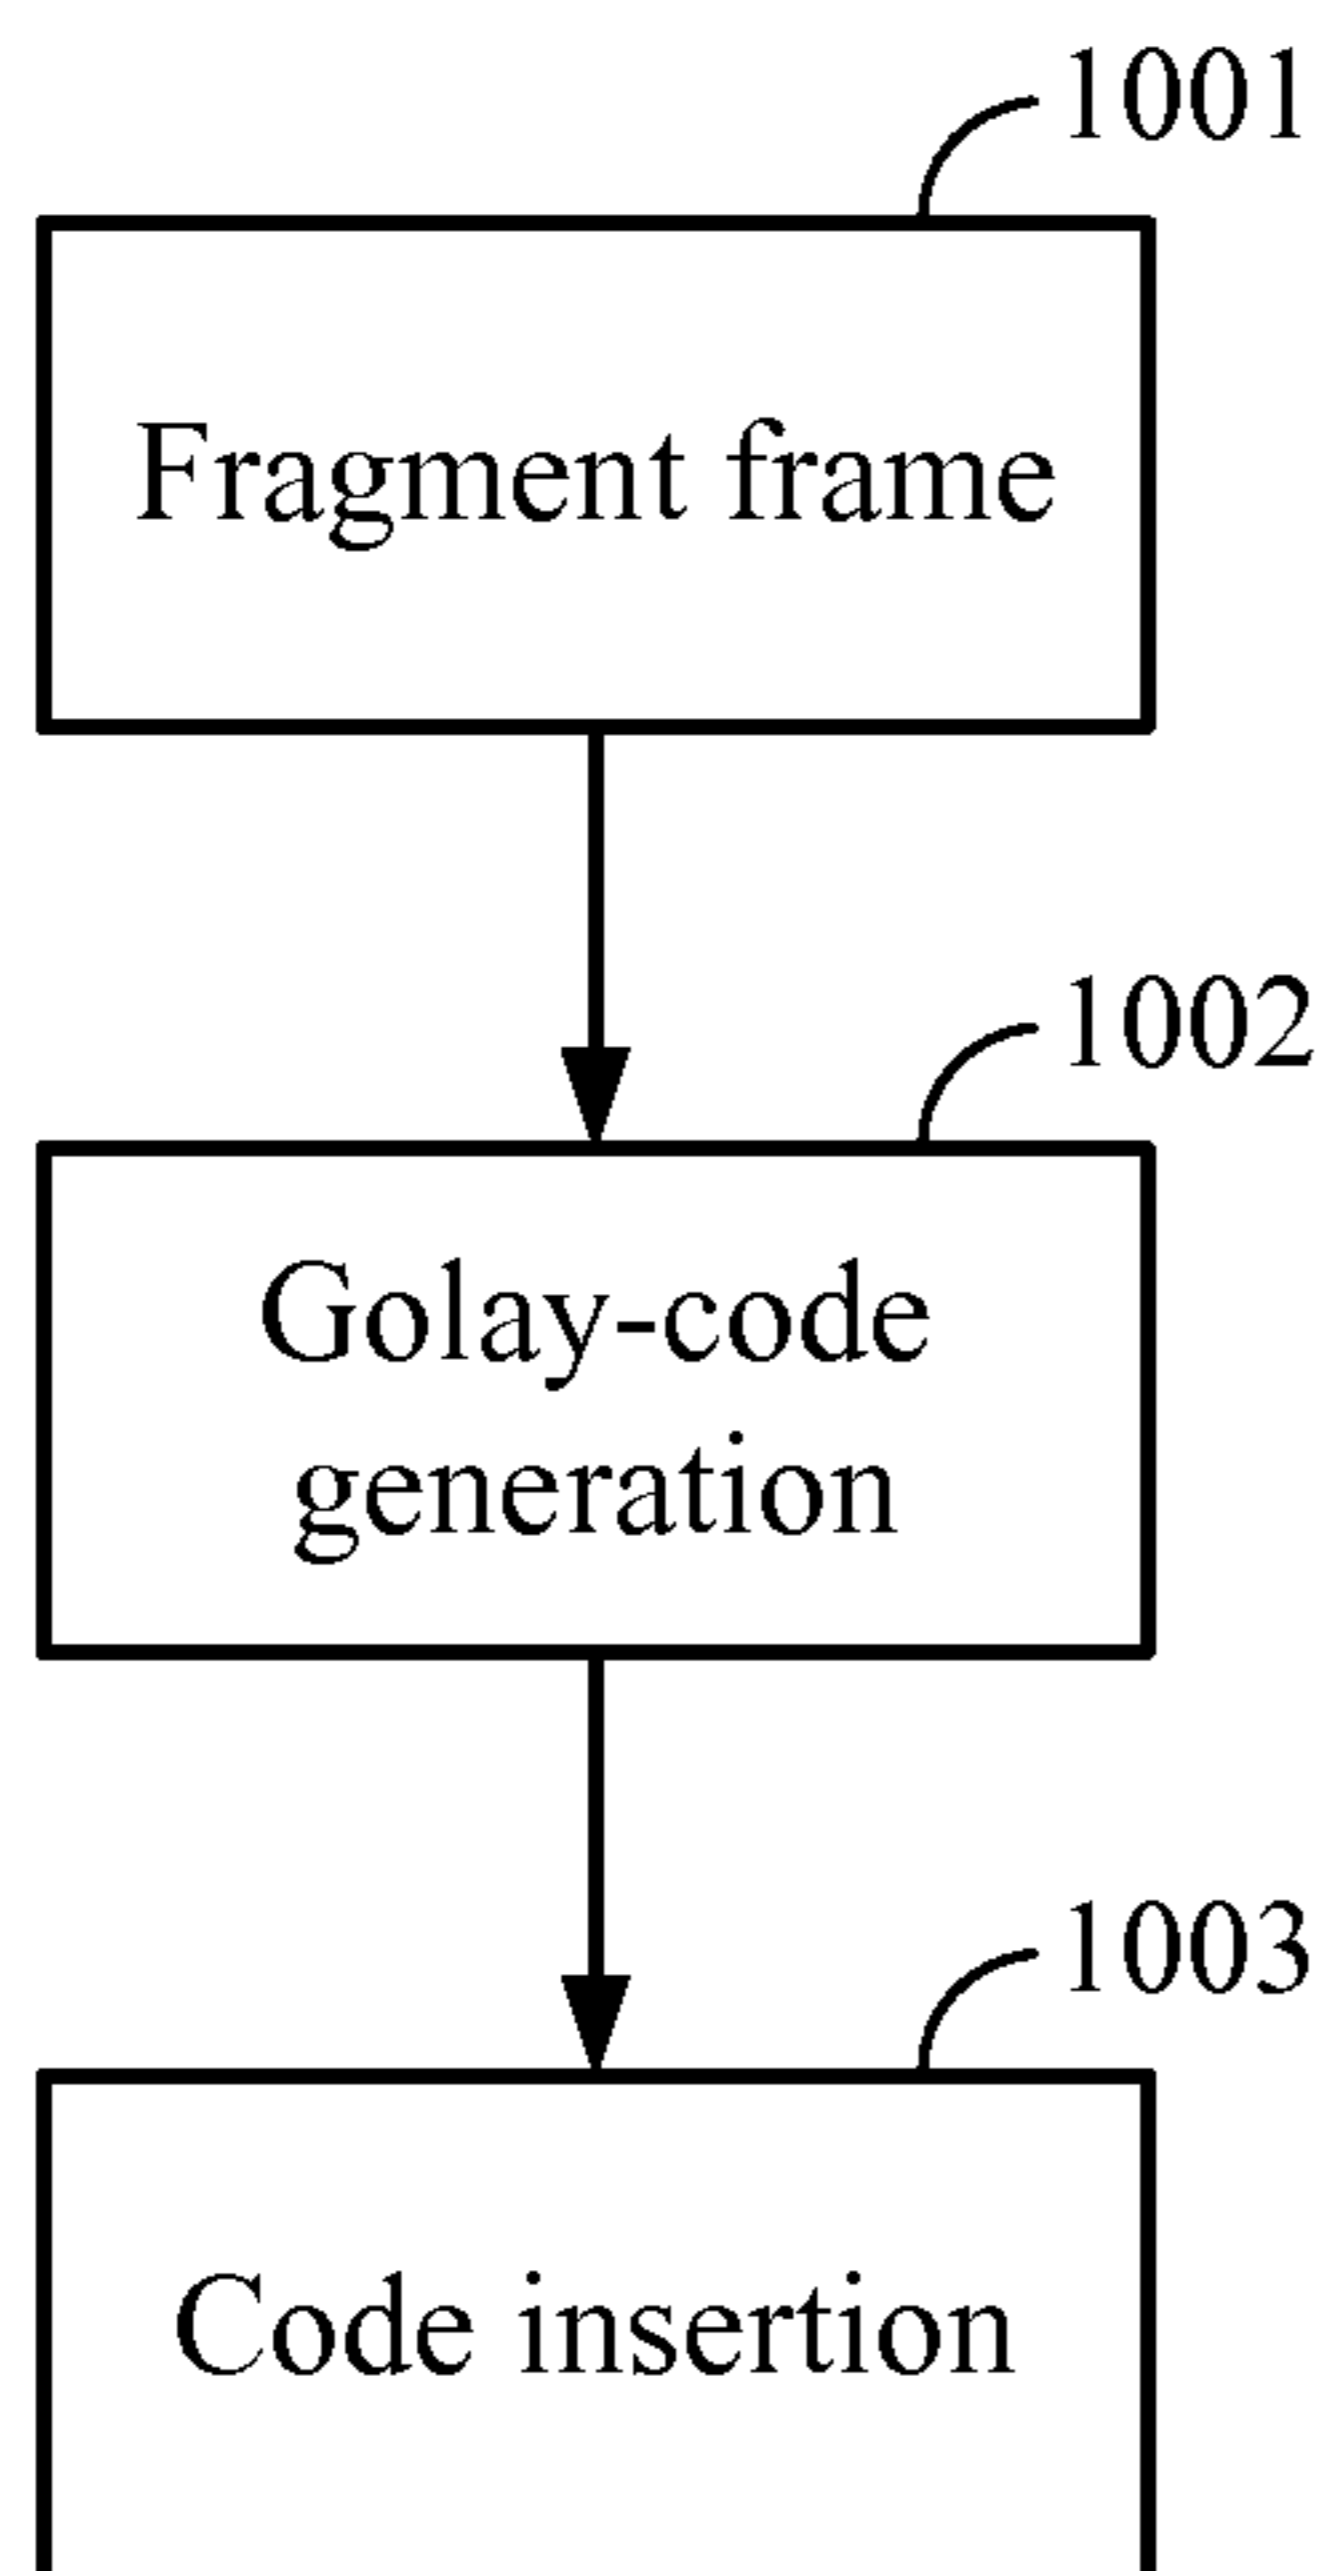 1001
Fragment frame
1002
Golay-code
generation
1003
Code insertion